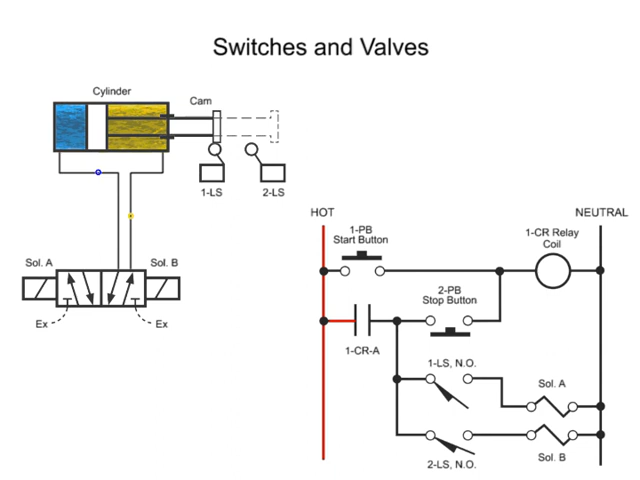 Switches and Valves
Cylinder
Cam
1-LS
2-LS
HOT
NEUTRAL
1-PB
Start Button
1-CR Relay
Coil
Sol. A
Sol. B
2-PB
Stop Button
Ex
Ex
1-CR-A
1-LS, N.O.
Sol. A
Sol. B
2-LS, N.O.